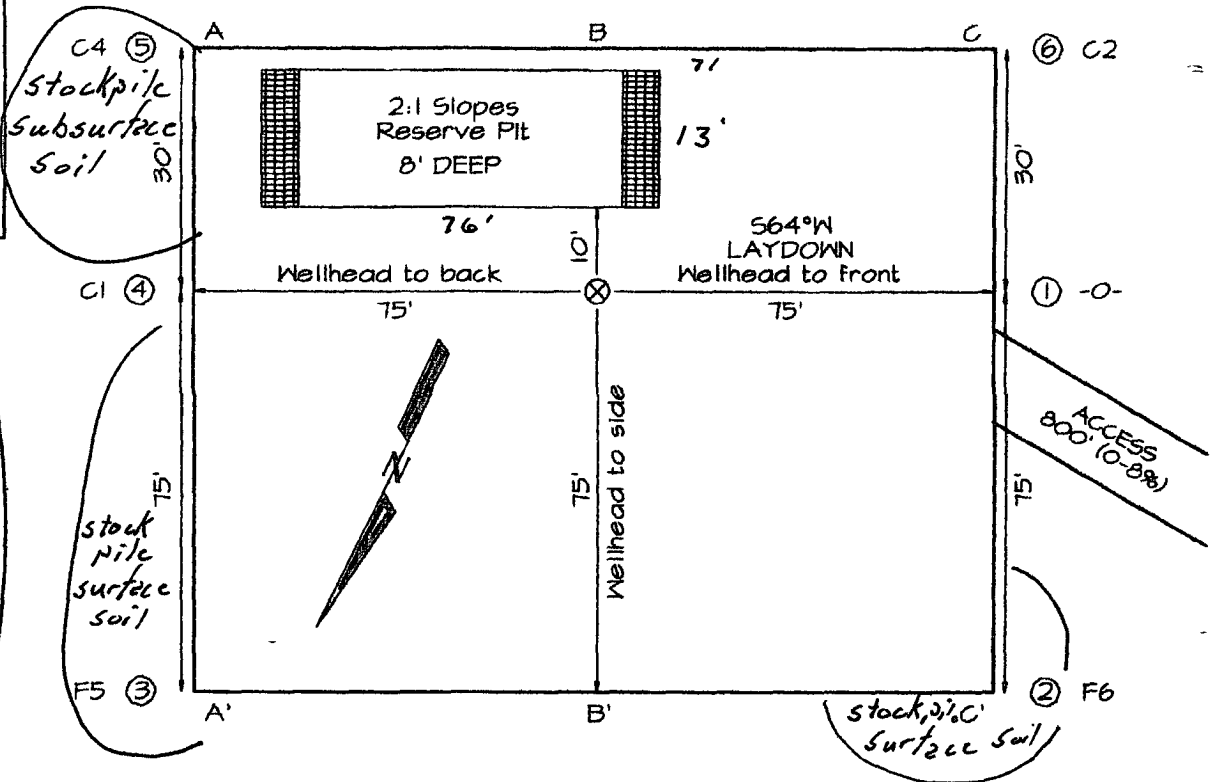 A
B
C
C4 ⑤
⑥ C2
stockpile
subsurface
soil
30'
2:1 Slopes
Reserve Pit
8' DEEP
7'
13'
30'
76'
10'
S64°W
LAYDOWN
Wellhead to back
Wellhead to front
C1 ④
75'
75'
① -0-
N
75'
75'
Wellhead to side
75'
ACCESS
800' (0-8%)
stock
pile
surface
soil
F5 ③
② F6
A'
B'
C'
surface soil